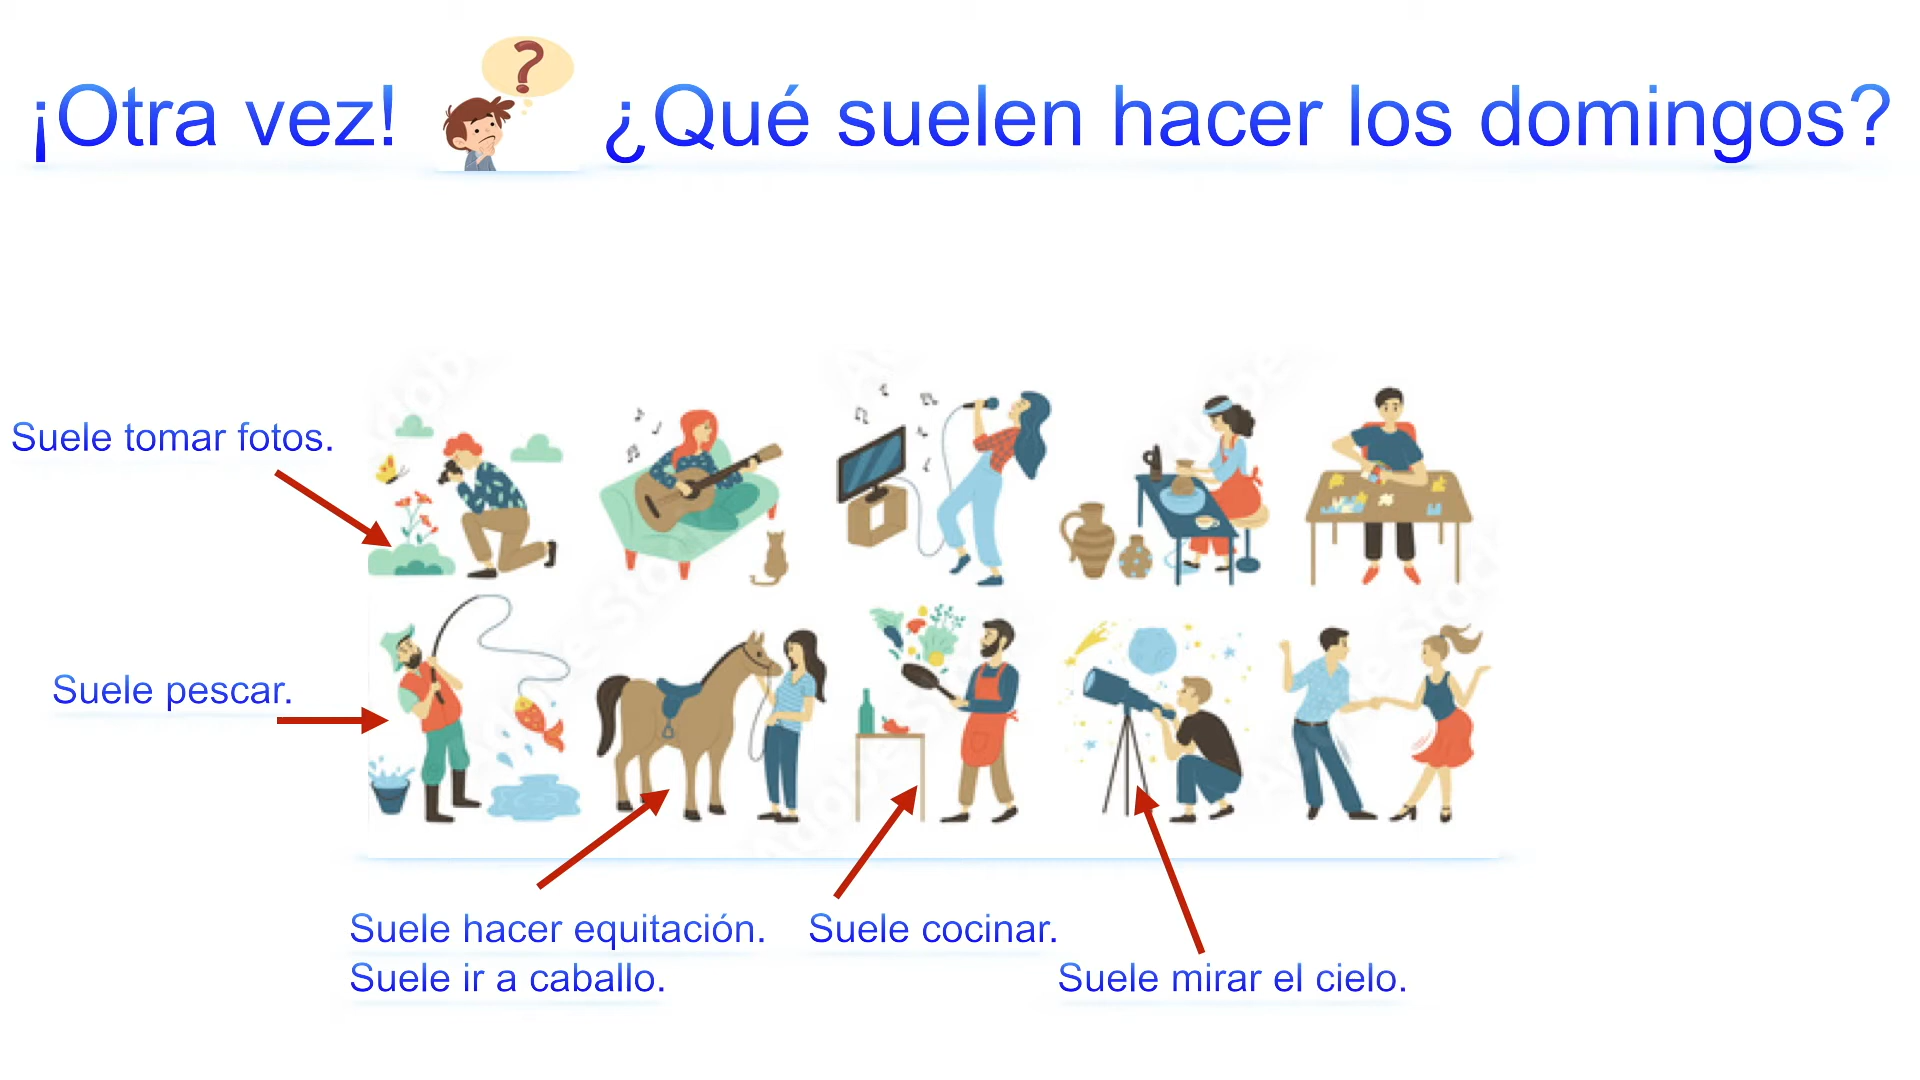 ¡Otra vez! ¿Qué suelen hacer los domingos?
Suele tomar fotos.
Suele pescar.
Suele hacer equitación.
Suele ir a caballo.
Suele cocinar.
Suele mirar el cielo.